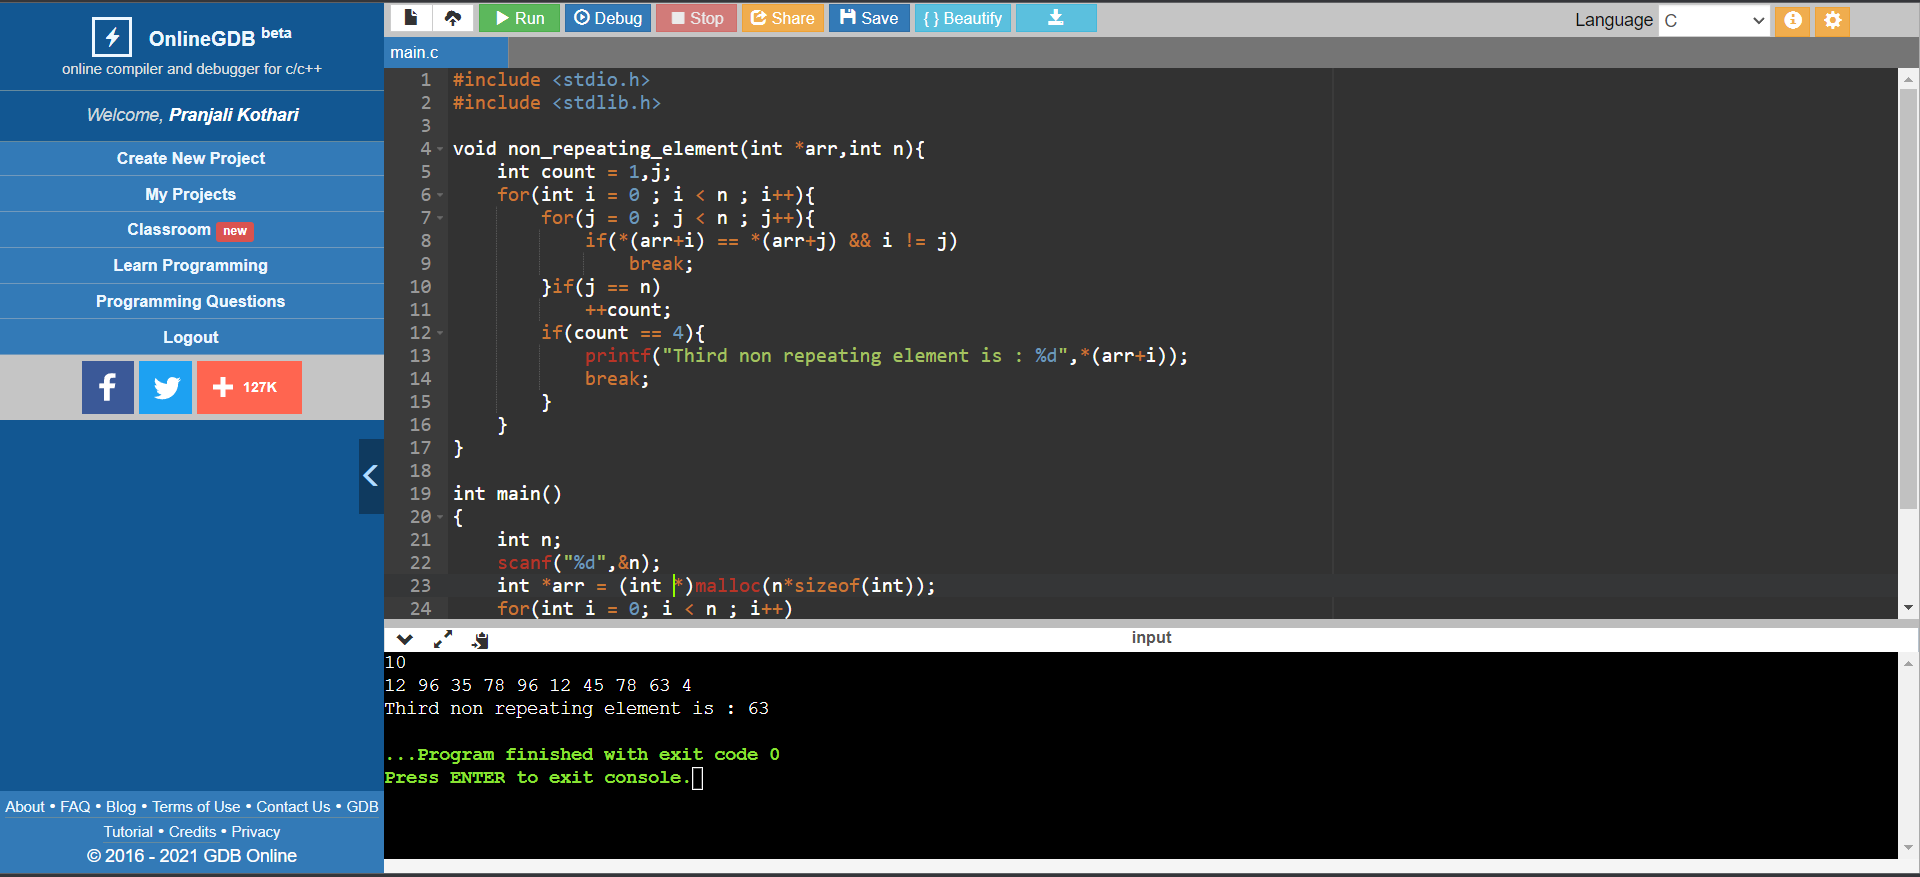 OnlineGDB beta
online compiler and debugger for c/c++
Welcome, Pranjali Kothari
Create New Project
My Projects
Classroom new
Learn Programming
Programming Questions
Logout
f
127K
About • FAQ • Blog • Terms of Use • Contact Us • GDB
Tutorial • Credits • Privacy
© 2016 - 2021 GDB Online
Run Debug Stop Share Save {} Beautify
Language C
main.c
1 #include <stdio.h>
2 #include <stdlib.h>
3
4 void non_repeating_element(int *arr,int n){
5 int count = 1,j;
6 for(int i = 0 ; i < n ; i++){
7 for(j = 0 ; j < n ; j++){
8 if(*(arr+i) == *(arr+j) && i != j)
9 break;
10 }if(j == n)
11 ++count;
12 if(count == 4){
13 printf("Third non repeating element is : %d",*(arr+i));
14 break;
15 }
16 }
17 }
18
19 int main()
20 {
21 int n;
22 scanf("%d",&n);
23 int *arr = (int *)malloc(n*sizeof(int));
24 for(int i = 0; i < n ; i++)
input
10
12 96 35 78 96 12 45 78 63 4
Third non repeating element is : 63
...Program finished with exit code 0
Press ENTER to exit console.